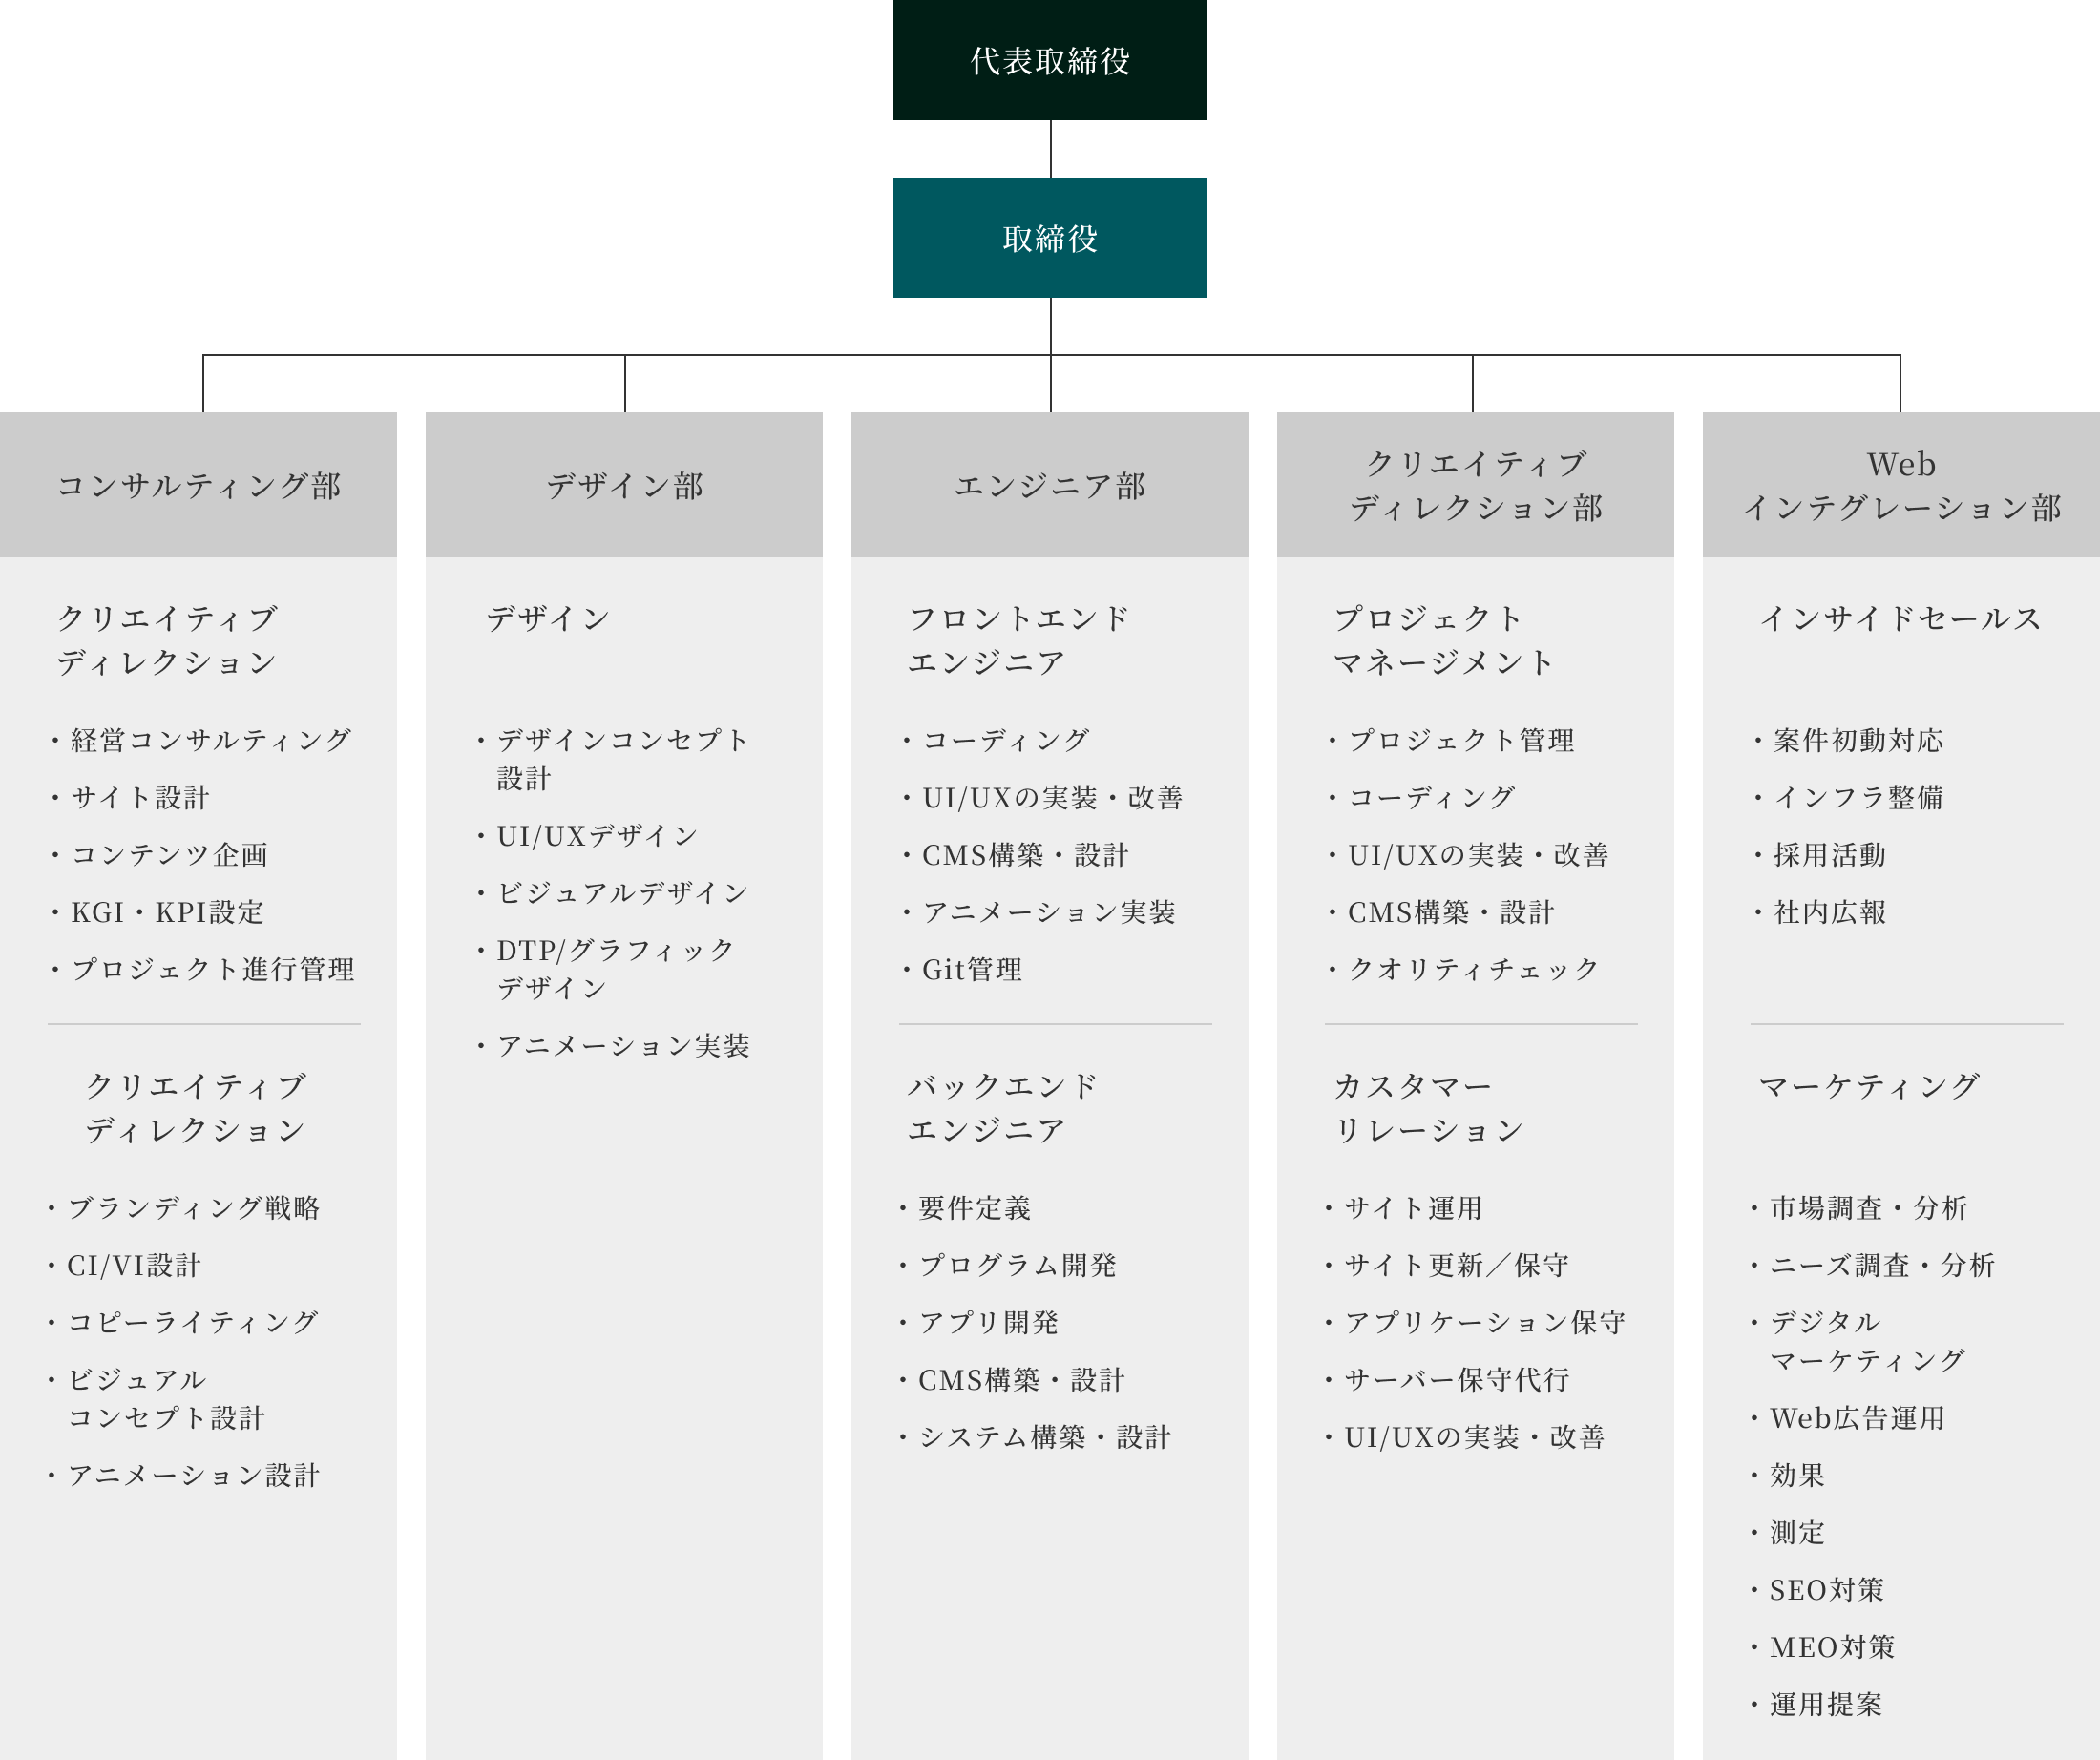 代表取締役
取締役
コンサルティング部
クリエイティブ
ディレクション
・経営コンサルティング
・サイト設計
・コンテンツ企画
・KGI・KPI設定
・プロジェクト進行管理
クリエイティブ
ディレクション
・ブランディング戦略
・CI/VI設計
・コピーライティング
・ビジュアル
コンセプト設計
・アニメーション設計
デザイン部
デザイン
・デザインコンセプト
設計
・UI/UXデザイン
・ビジュアルデザイン
・DTP/グラフィック
デザイン
・アニメーション実装
エンジニア部
フロントエンド
エンジニア
・コーディング
・UI/UXの実装・改善
・CMS構築・設計
・アニメーション実装
・Git管理
バックエンド
エンジニア
・要件定義
・プログラム開発
・アプリ開発
・CMS構築・設計
・システム構築・設計
クリエイティブ
ディレクション部
プロジェクト
マネージメント
・プロジェクト管理
・コーディング
・UI/UXの実装・改善
・CMS構築・設計
・クオリティチェック
カスタマー
リレーション
・サイト運用
・サイト更新／保守
・アプリケーション保守
・サーバー保守代行
・UI/UXの実装・改善
Web
インテグレーション部
インサイドセールス
・案件初動対応
・インフラ整備
・採用活動
・社内広報
マーケティング
・市場調査・分析
・ニーズ調査・分析
・デジタル
マーケティング
・Web広告運用
・効果
・測定
・SEO対策
・MEO対策
・運用提案